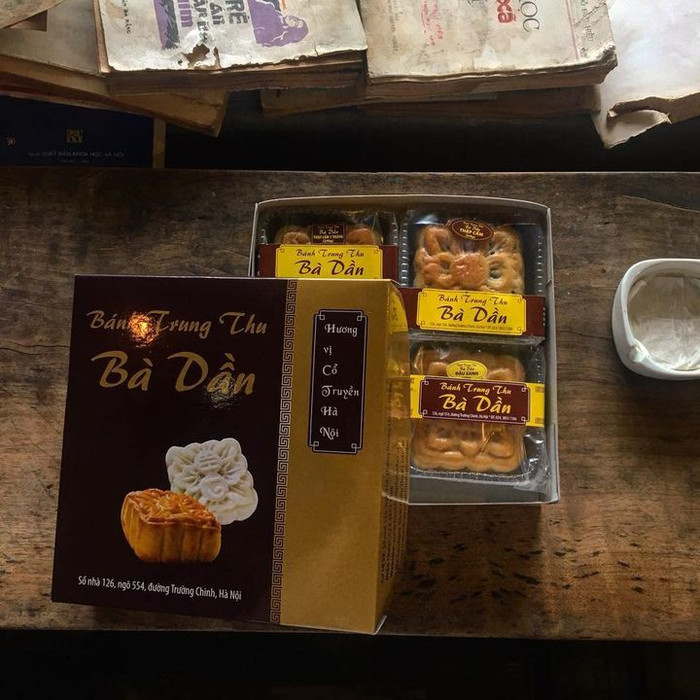 RẺ
ỌC
Bánh Trung Thu
Bà Dần
Hương
vị
Cổ
Truyền
Hà
Nội
Số nhà 126, ngõ 554, đường Trường Chinh, Hà Nội
Bánh Trung Thu
Bà Dần
THẬP CẨM
Bánh Trung Thu
Bà Dần
ĐẬU XANH
Bánh Trung Thu
Bà Dần